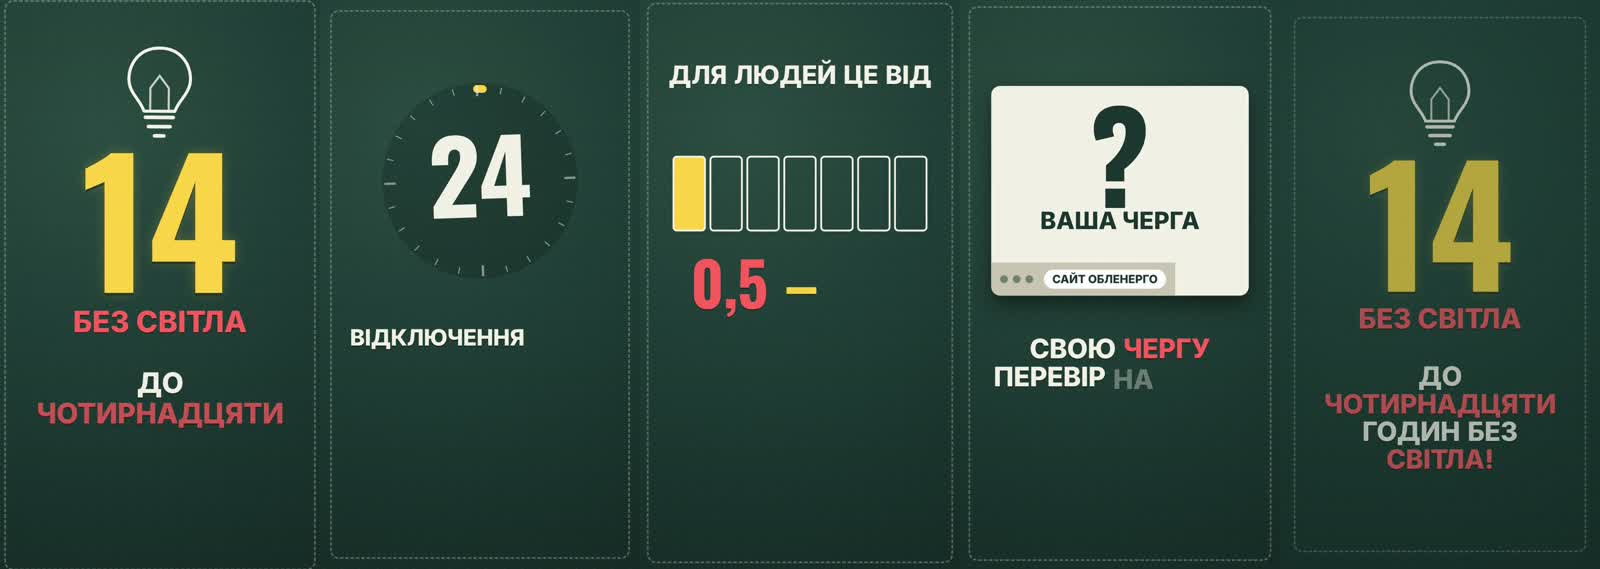 14
БЕЗ СВІТЛА
ДО
ЧОТИРНАДЦЯТИ
24
ВІДКЛЮЧЕННЯ
ДЛЯ ЛЮДЕЙ ЦЕ ВІД
0,5 –
?
ВАША ЧЕРГА
САЙТ ОБЛЕНЕРГО
СВОЮ ЧЕРГУ
ПЕРЕВІР НА
14
БЕЗ СВІТЛА
ДО
ЧОТИРНАДЦЯТИ
ГОДИН БЕЗ
СВІТЛА!